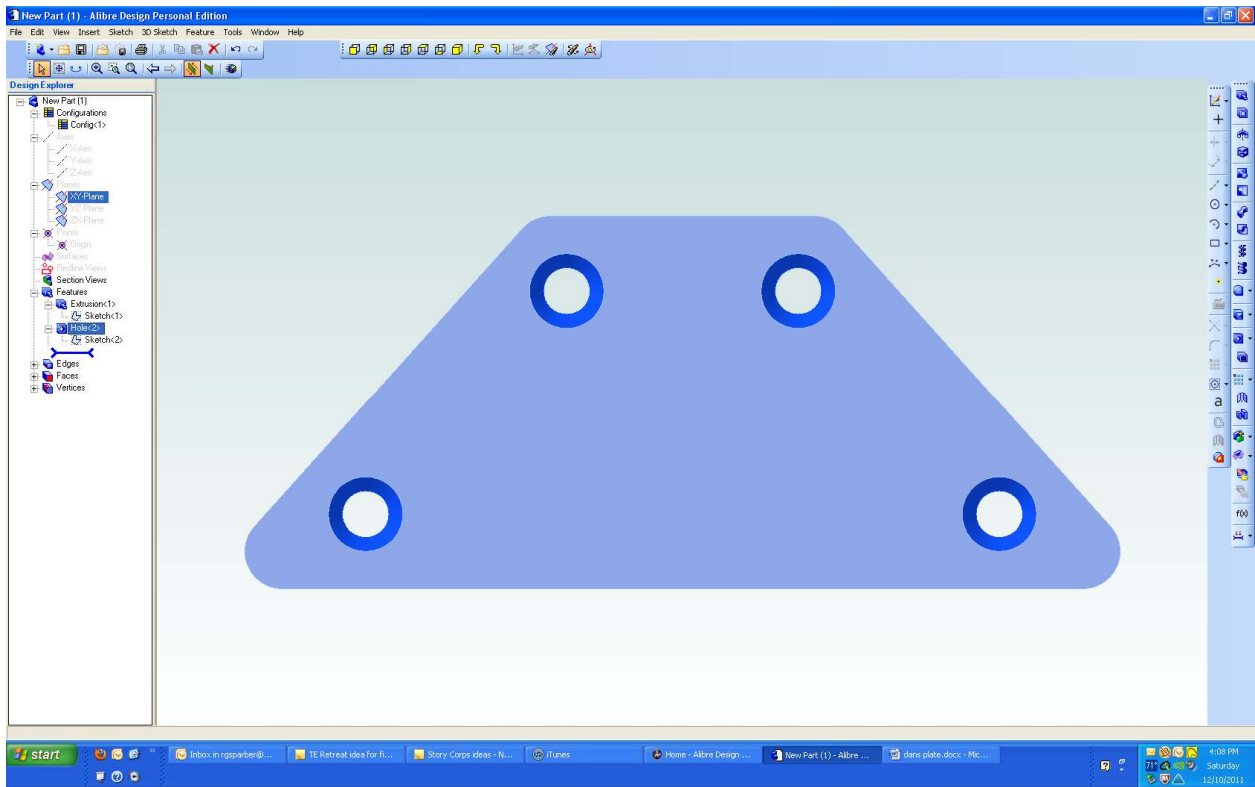 New Part (1) - Alibre Design Personal Edition
File Edit View Insert Sketch 3D Sketch Feature Tools Window Help
Design Explorer
New Part (1)
Configurations
Config<1>
Axes
X-Axis
Y-Axis
Z-Axis
Planes
XY-Plane
YZ-Plane
ZX-Plane
Points
Origin
Surfaces
Redline Views
Section Views
Features
Extrusion<1>
Sketch<1>
Hole<2>
Sketch<2>
Edges
Faces
Vertices
a
f(x)
start
Inbox in rgsparber@...
TE Retreat idea for fi...
Story Corps ideas - N...
iTunes
Home - Alibre Design ...
New Part (1) - Alibre ...
dans plate.docx - Mic...
71°
4:08 PM
Saturday
12/10/2011